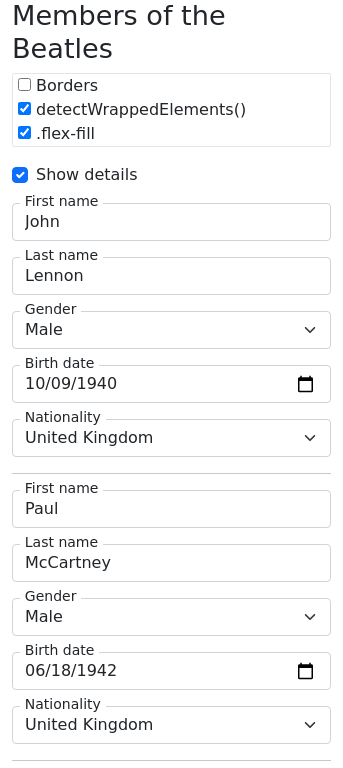 Members of the
Beatles
Borders
detectWrappedElements()
.flex-fill
Show details
First name
John
Last name
Lennon
Gender
Male
Birth date
10/09/1940
Nationality
United Kingdom
First name
Paul
Last name
McCartney
Gender
Male
Birth date
06/18/1942
Nationality
United Kingdom